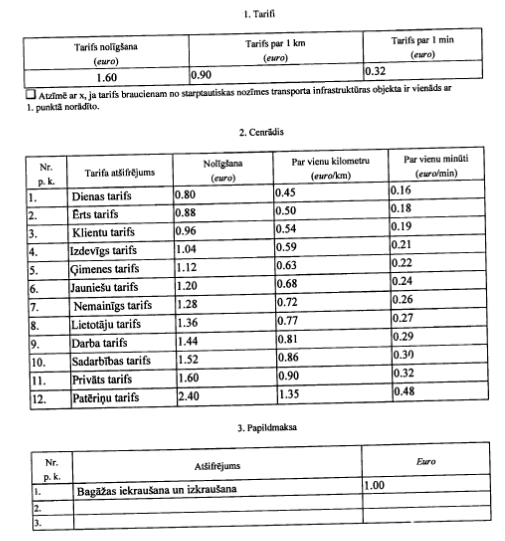 1. Tarifi
Tarifs nolīgšana
(euro)
Tarifs par 1 km
(euro)
Tarifs par 1 min
(euro)
1.60 0.90 0.32
Atzīmē ar x, ja tarifs braucienam no starptautiskas nozīmes transporta infrastruktūras objekta ir vienāds ar
1. punktā norādīto.
2. Cenrādis
Nr.
p. k.
Tarifa atšifrējums
Nolīgšana
(euro)
Par vienu kilometru
(euro/km)
Par vienu minūti
(euro/min)
1. Dienas tarifs 0.80 0.45 0.16
2. Ērts tarifs 0.88 0.50 0.18
3. Klientu tarifs 0.96 0.54 0.19
4. Izdevīgs tarifs 1.04 0.59 0.21
5. Ģimenes tarifs 1.12 0.63 0.22
6. Jauniešu tarifs 1.20 0.68 0.24
7. Nemainīgs tarifs 1.28 0.72 0.26
8. Lietotāju tarifs 1.36 0.77 0.27
9. Darba tarifs 1.44 0.81 0.29
10. Sadarbības tarifs 1.52 0.86 0.30
11. Privāts tarifs 1.60 0.90 0.32
12. Patēriņu tarifs 2.40 1.35 0.48
3. Papildmaksa
Nr.
p. k.
Atšifrējums
Euro
1. Bagāžas iekraušana un izkraušana 1.00
2.
3.